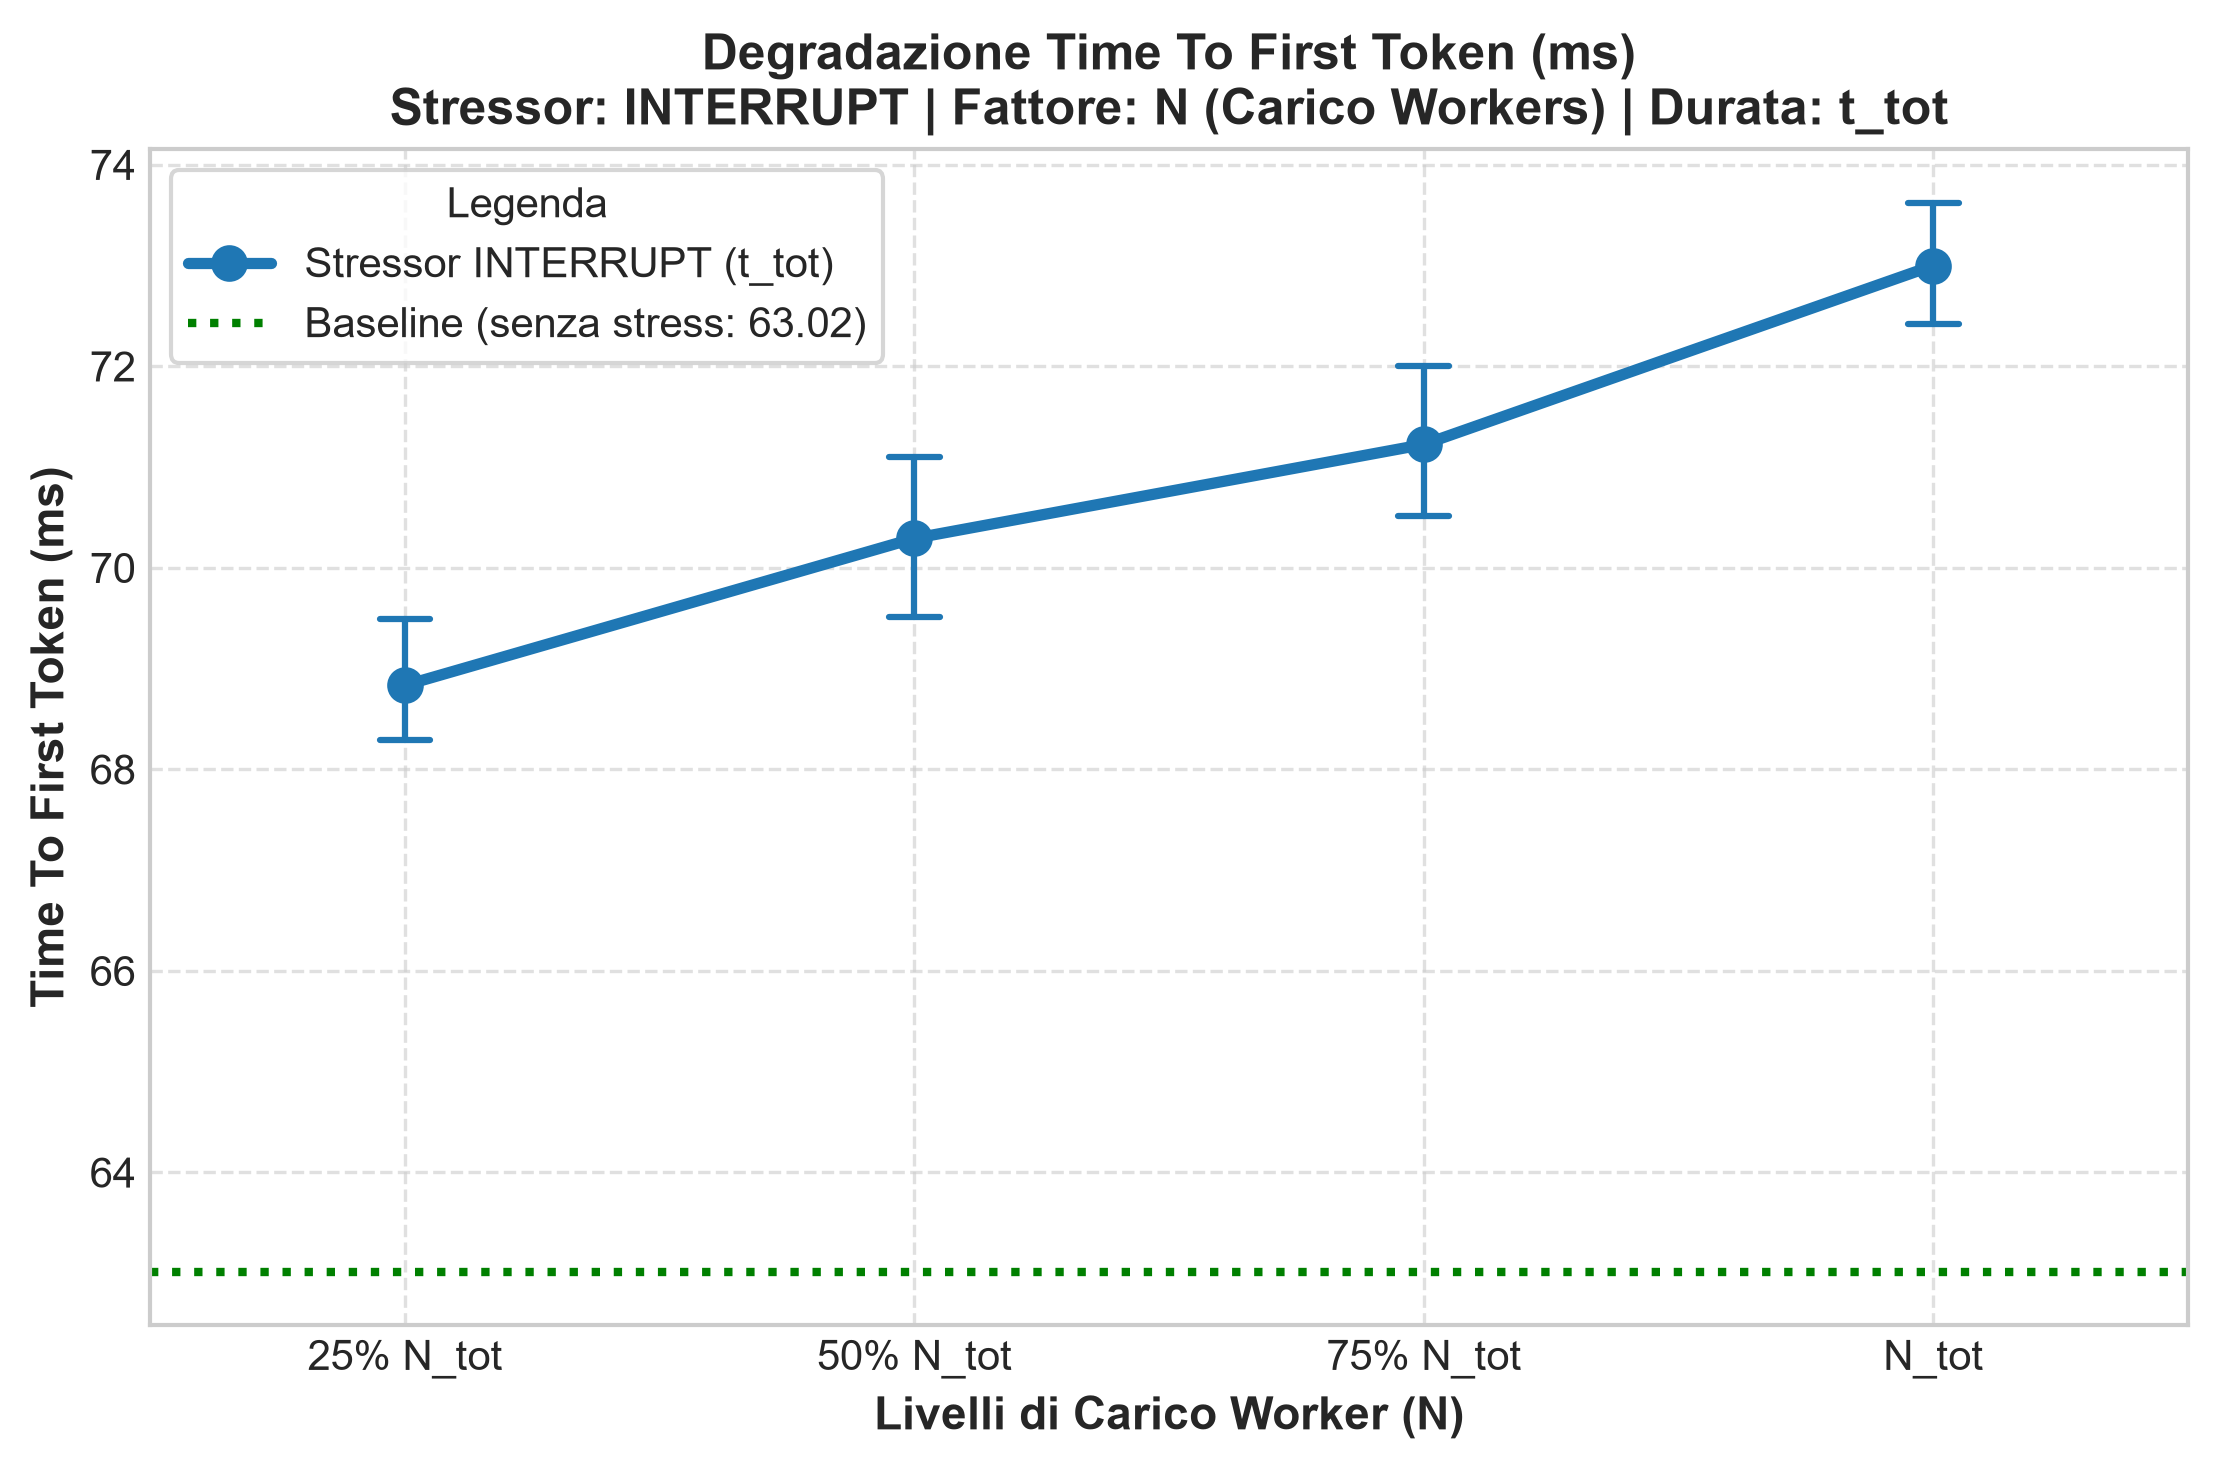 Degradazione Time To First Token (ms)
Stressor: INTERRUPT | Fattore: N (Carico Workers) | Durata: t_tot
Legenda
Stressor INTERRUPT (t_tot)
Baseline (senza stress: 63.02)
Time To First Token (ms)
74
72
70
68
66
64
25% N_tot
50% N_tot
75% N_tot
N_tot
Livelli di Carico Worker (N)